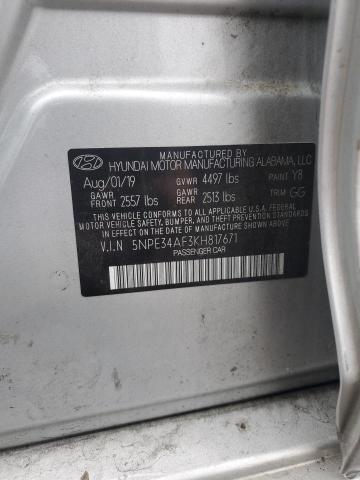 MANUFACTURED BY
HYUNDAI MOTOR MANUFACTURING ALABAMA, LLC
Aug/01/19 GVWR 4497 lbs PAINT Y8
GAWR FRONT 2557 lbs GAWR REAR 2513 lbs TRIM GG
THIS VEHICLE CONFORMS TO ALL APPLICABLE U.S.A. FEDERAL
MOTOR VEHICLE SAFETY, BUMPER, AND THEFT PREVENTION
STANDARDS IN EFFECT ON THE DATE OF MANUFACTURE SHOWN ABOVE.
V.I.N 5NPE34AF3KH817671
PASSENGER CAR